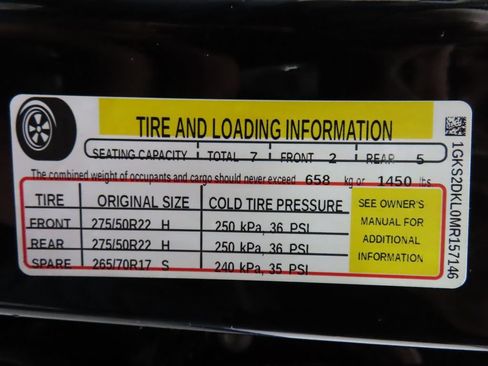 TIRE AND LOADING INFORMATION
SEATING CAPACITY TOTAL 7 FRONT 2 REAR 5
The combined weight of occupants and cargo should never exceed 658 kg or 1450 lbs
TIRE ORIGINAL SIZE COLD TIRE PRESSURE
FRONT 275/50R22 H 250 kPa, 36 PSI
REAR 275/50R22 H 250 kPa, 36 PSI
SPARE 265/70R17 S 240 kPa, 35 PSI
SEE OWNER'S
MANUAL FOR
ADDITIONAL
INFORMATION
1GKS2DKL0MR157146